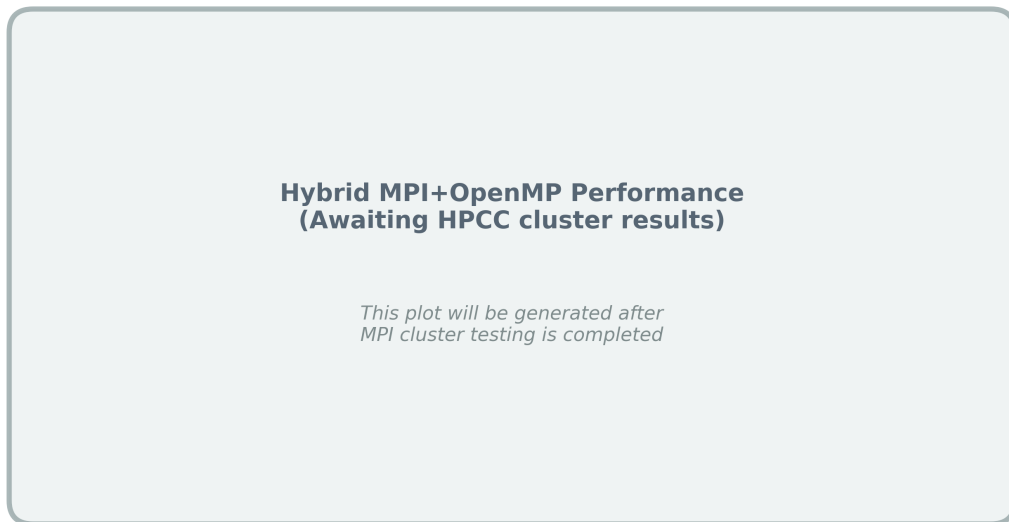 Hybrid MPI+OpenMP Performance
(Awaiting HPCC cluster results)
This plot will be generated after
MPI cluster testing is completed